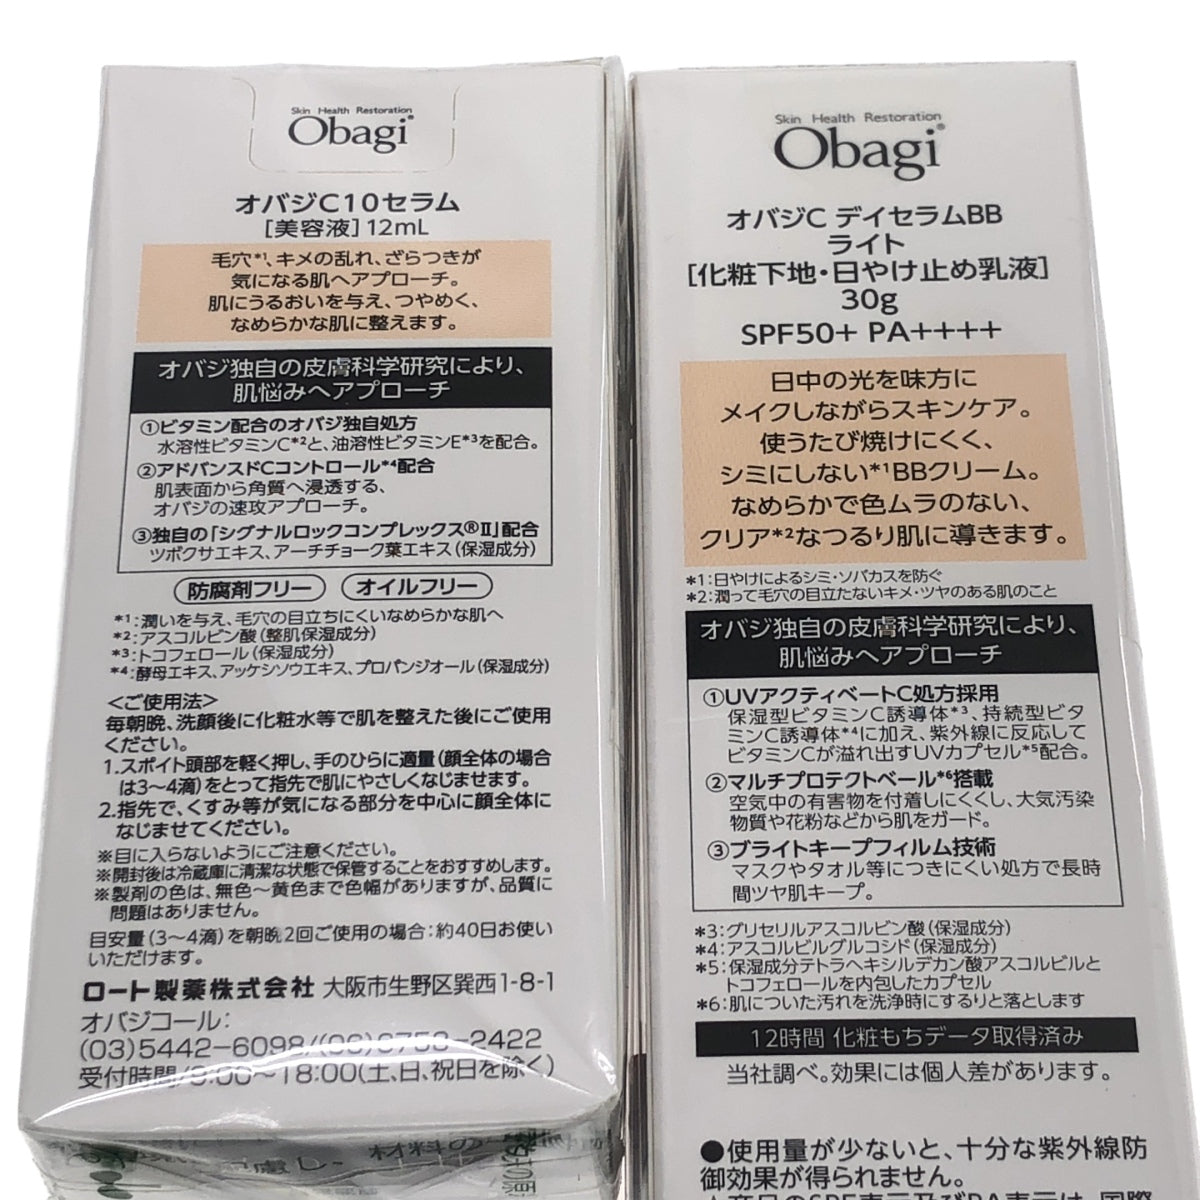 Skin Health Restoration
Obagi®
オバジC10セラム
[美容液]12mL
毛穴*1、キメの乱れ、ざらつきが
気になる肌へアプローチ。
肌にうるおいを与え、つやめく、
なめらかな肌に整えます。
オバジ独自の皮膚科学研究により、
肌悩みへアプローチ
①ビタミン配合のオバジ独自処方
水溶性ビタミンC*2と、油溶性ビタミンE*3を配合。
②アドバンスドCコントロール*4配合
肌表面から角質へ浸透する、
オバジの速攻アプローチ。
③独自の「シグナルロックコンプレックス®Ⅱ」配合
ツボクサエキス、アーチチョーク葉エキス(保湿成分)
防腐剤フリー オイルフリー
*1:潤いを与え、毛穴の目立ちにくいなめらかな肌へ
*2:アスコルビン酸(整肌保湿成分)
*3:トコフェロール(保湿成分)
*4:酵母エキス、アッケシソウエキス、プロパンジオール(保湿成分)
<ご使用法>
毎朝晩、洗顔後に化粧水等で肌を整えた後にご使用
ください。
1.スポイト頭部を軽く押し、手のひらに適量(顔全体の場合
は3〜4滴)をとって指先で肌にやさしくなじませます。
2.指先で、くすみ等が気になる部分を中心に顔全体に
なじませてください。
※目に入らないようにご注意ください。
※開封後は冷蔵庫に清潔な状態で保管することをおすすめします。
※製剤の色は、無色〜黄色まで色幅がありますが、品質に
問題はありません。
目安量(3〜4滴)を朝晩2回ご使用の場合:約40日お使い
いただけます。
ロート製薬株式会社 大阪市生野区巽西1-8-1
オバジコール:
(03)5442-6098/(06)6753-2422
受付時間/9:00〜18:00(土、日、祝日を除く)
Skin Health Restoration
Obagi®
オバジC デイセラムBB
ライト
[化粧下地・日やけ止め乳液]
30g
SPF50+ PA++++
日中の光を味方に
メイクしながらスキンケア。
使うたび焼けにくく、
シミにしない*1BBクリーム。
なめらかで色ムラのない、
クリア*2なつるり肌に導きます。
*1:日やけによるシミ・ソバカスを防ぐ
*2:潤って毛穴の目立たないキメ・ツヤのある肌のこと
オバジ独自の皮膚科学研究により、
肌悩みへアプローチ
①UVアクティベートC処方採用
保湿型ビタミンC誘導体*3、持続型ビタ
ミンC誘導体*4に加え、紫外線に反応して
ビタミンCが溢れ出すUVカプセル*5配合。
②マルチプロテクトベール*6搭載
空気中の有害物を付着しにくくし、大気汚染
物質や花粉などから肌をガード。
③ブライトキープフィルム技術
マスクやタオル等につきにくい処方で長時
間ツヤ肌キープ。
*3:グリセリルアスコルビン酸(保湿成分)
*4:アスコルビルグルコシド(保湿成分)
*5:保湿成分テトラヘキシルデカン酸アスコルビルと
トコフェロールを内包したカプセル
*6:肌についた汚れを洗浄時にするりと落とします
12時間 化粧もちデータ取得済み
当社調べ。効果には個人差があります。
●使用量が少ないと、十分な紫外線防
御効果が得られません。